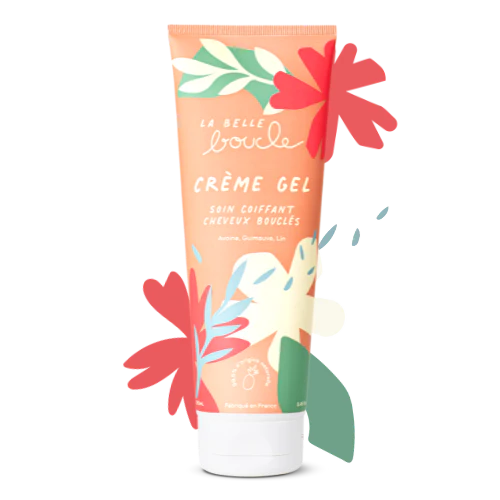 LA BELLE
boucle
CRÈME GEL
SOIN COIFFANT
CHEVEUX BOUCLÉS
Avoine, Guimauve, Lin
Fabriqué en France